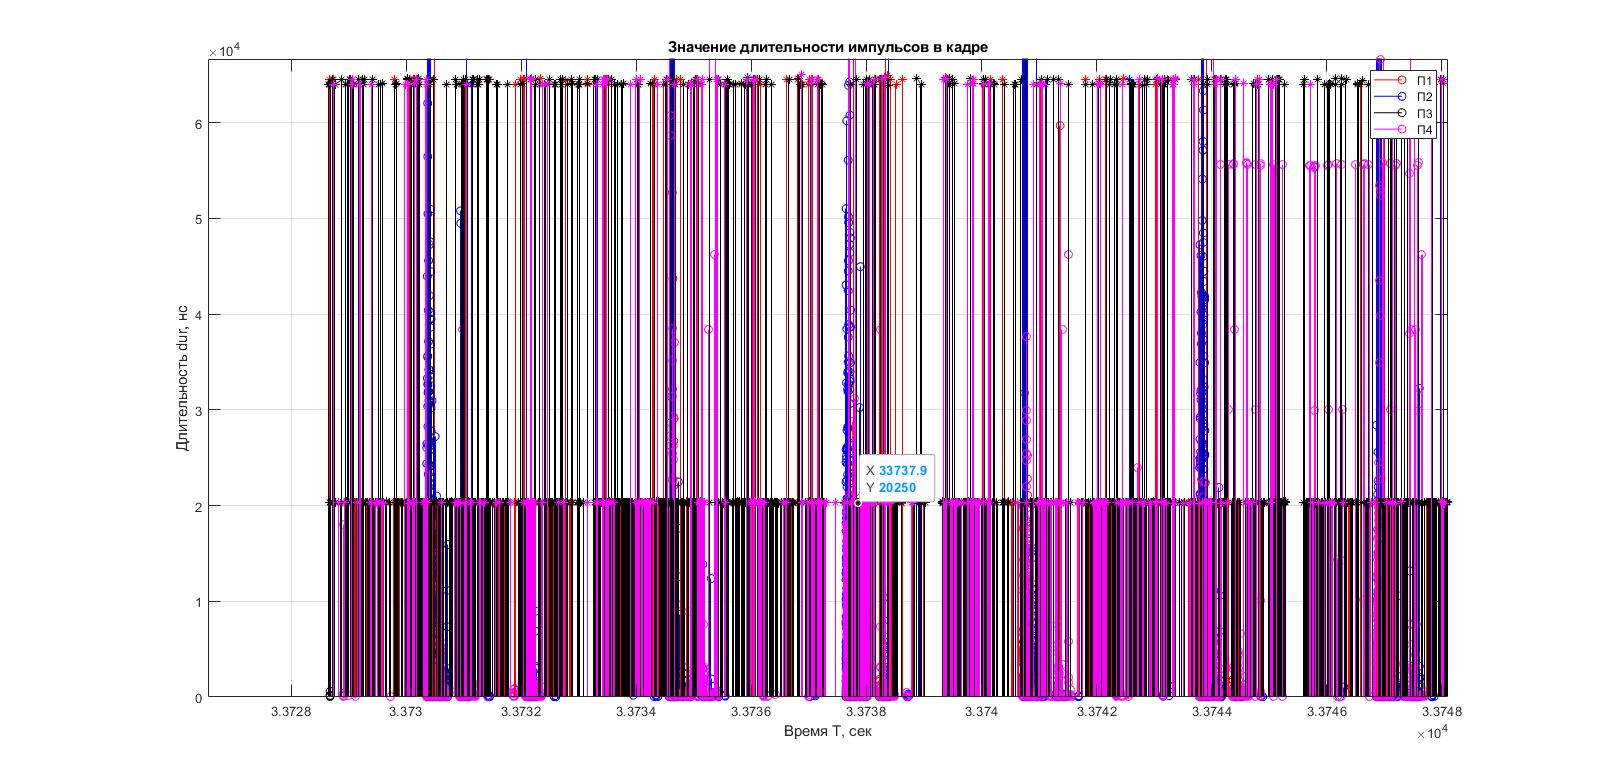 Значение длительности импульсов в кадре
×10⁴
6
5
4
3
2
1
0
Длительность dur, нс
П1
П2
П3
П4
X 33737.9
Y 20250
3.3728 3.373 3.3732 3.3734 3.3736 3.3738 3.374 3.3742 3.3744 3.3746 3.3748
Время T, сек
×10⁴